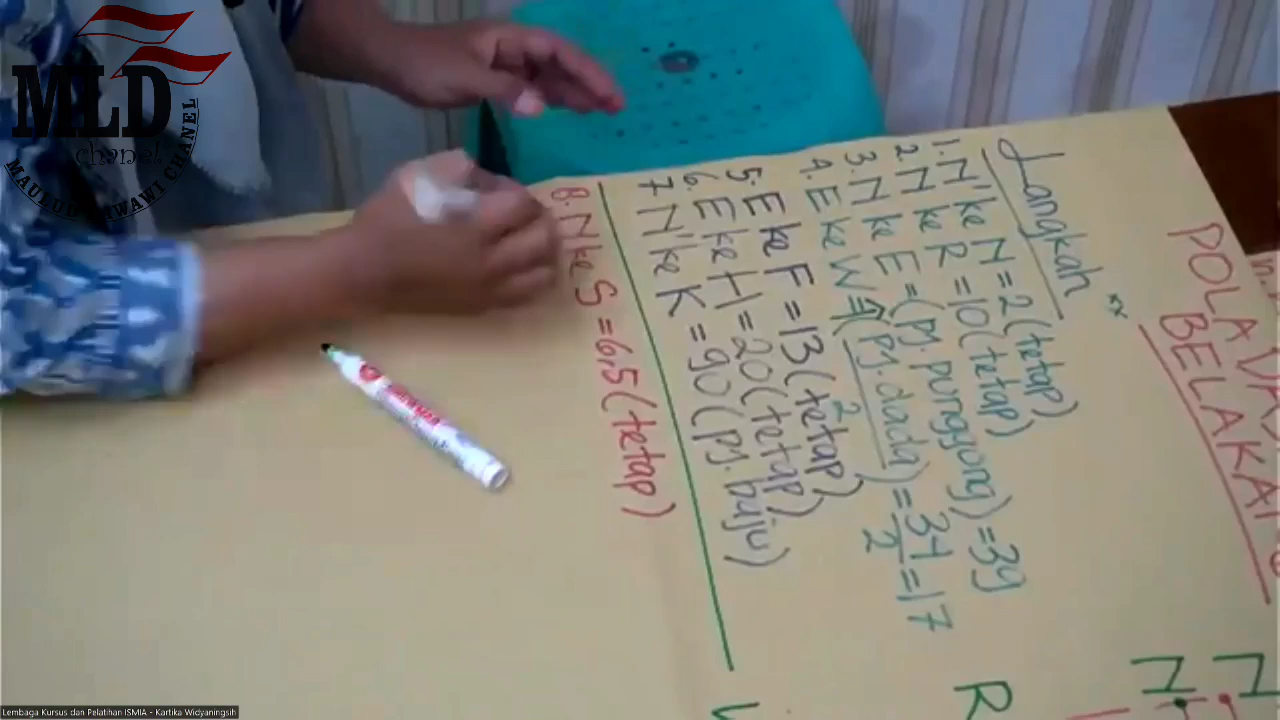 MLD
chanel
POLA DAS
BELAKA
Langkah
1. N' ke N = 2 (tetap)
2. N ke R = 10 (tetap)
3. N ke E = (pj. punggung) = 39
4. E ke W = (pj. dada) = 34 = 17
2
2
5. E ke F = 13 (tetap)
6. E ke H = 20 (tetap)
7. N' ke K = 90 (pj. baju)
8. N ke S = 6,5 (tetap)
N
N
R
Lembaga Kursus dan Pelatihan ISMIA - Kartika Widyaningsih